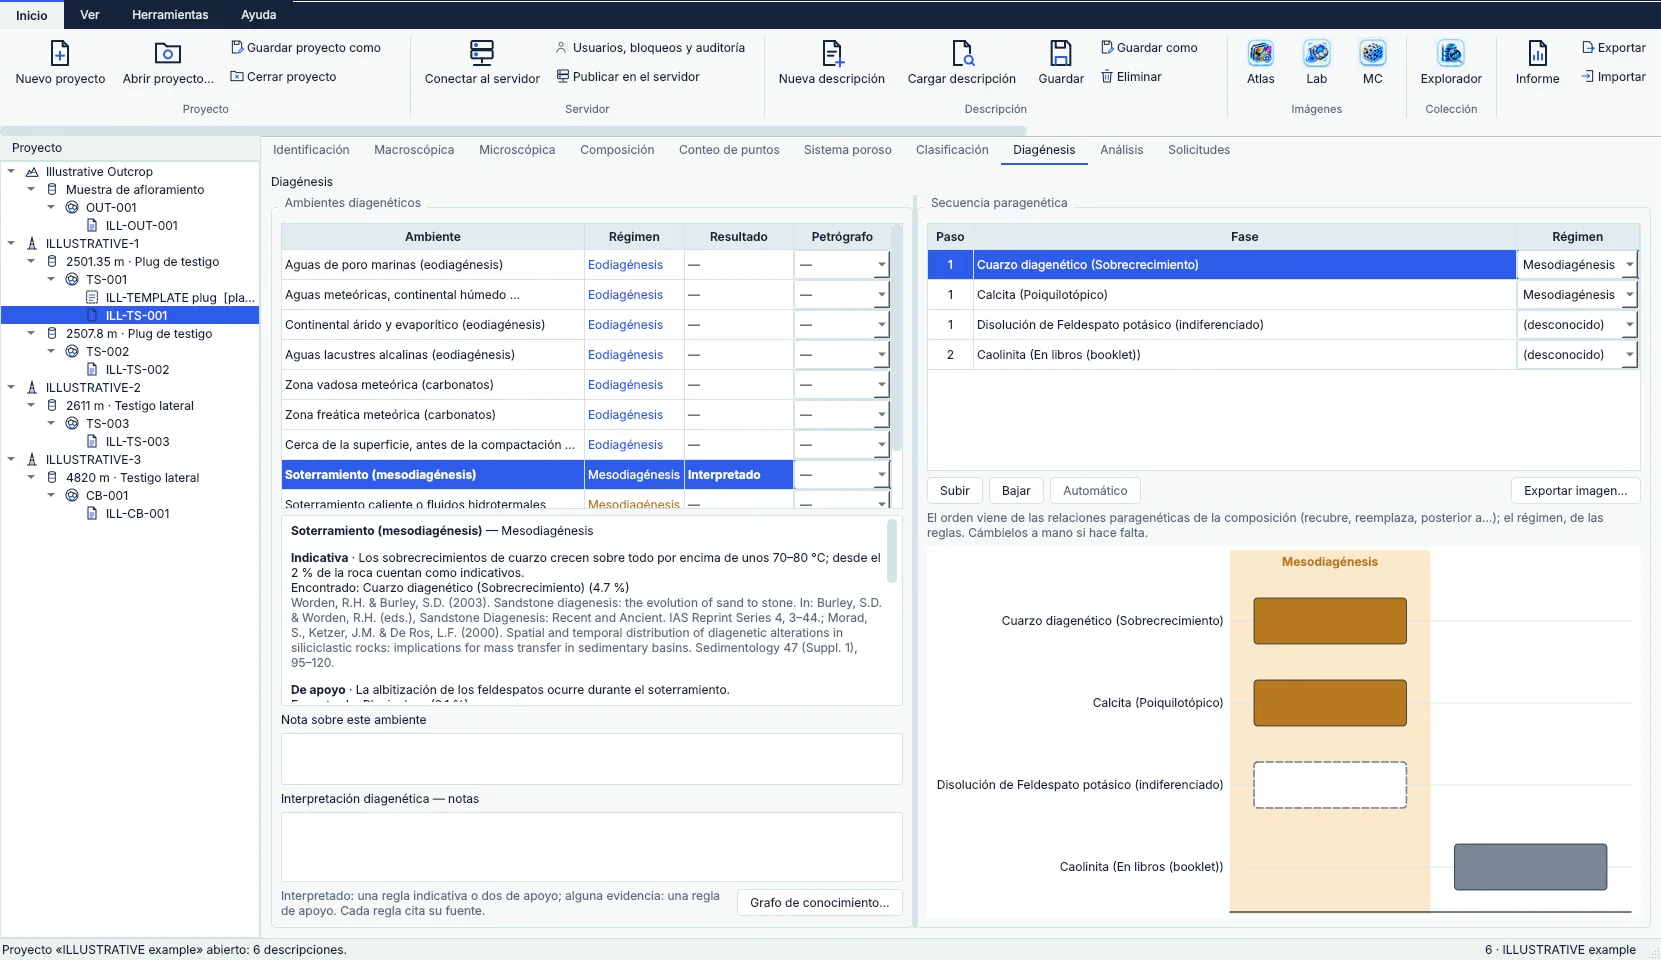 Inicio
Ver
Herramientas
Ayuda
Nuevo proyecto
Abrir proyecto...
Guardar proyecto como
Cerrar proyecto
Proyecto
Conectar al servidor
Usuarios, bloqueos y auditoría
Publicar en el servidor
Servidor
Nueva descripción
Cargar descripción
Guardar
Guardar como
Eliminar
Descripción
Atlas
Lab
MC
Imágenes
Explorador
Colección
Informe
Exportar
Importar
Proyecto
Illustrative Outcrop
Muestra de afloramiento
OUT-001
ILL-OUT-001
ILLUSTRATIVE-1
2501.35 m · Plug de testigo
TS-001
ILL-TEMPLATE plug [pla...
ILL-TS-001
2507.8 m · Plug de testigo
TS-002
ILL-TS-002
ILLUSTRATIVE-2
2611 m · Testigo lateral
TS-003
ILL-TS-003
ILLUSTRATIVE-3
4820 m · Testigo lateral
CB-001
ILL-CB-001
Identificación
Macroscópica
Microscópica
Composición
Conteo de puntos
Sistema poroso
Clasificación
Diagénesis
Análisis
Solicitudes
Diagénesis
Ambientes diagenéticos
Ambiente Régimen Resultado Petrógrafo
Aguas de poro marinas (eodiagénesis) Eodiagénesis — —
Aguas meteóricas, continental húmedo ... Eodiagénesis — —
Continental árido y evaporítico (eodiagénesis) Eodiagénesis — —
Aguas lacustres alcalinas (eodiagénesis) Eodiagénesis — —
Zona vadosa meteórica (carbonatos) Eodiagénesis — —
Zona freática meteórica (carbonatos) Eodiagénesis — —
Cerca de la superficie, antes de la compactación ... Eodiagénesis — —
Soterramiento (mesodiagénesis) Mesodiagénesis Interpretado —
Soterramiento caliente o fluidos hidrotermales Mesodiagénesis
Soterramiento (mesodiagénesis) — Mesodiagénesis
Indicativa · Los sobrecrecimientos de cuarzo crecen sobre todo por encima de unos 70–80 °C; desde el
2 % de la roca cuentan como indicativos.
Encontrado: Cuarzo diagenético (Sobrecrecimiento) (4.7 %)
Worden, R.H. & Burley, S.D. (2003). Sandstone diagenesis: the evolution of sand to stone. In: Burley, S.D.
& Worden, R.H. (eds.), Sandstone Diagenesis: Recent and Ancient. IAS Reprint Series 4, 3–44.; Morad,
S., Ketzer, J.M. & De Ros, L.F. (2000). Spatial and temporal distribution of diagenetic alterations in
siliciclastic rocks: implications for mass transfer in sedimentary basins. Sedimentology 47 (Suppl. 1),
95–120.
De apoyo · La albitización de los feldespatos ocurre durante el soterramiento.
Nota sobre este ambiente
Interpretación diagenética — notas
Interpretado: una regla indicativa o dos de apoyo; alguna evidencia: una regla
de apoyo. Cada regla cita su fuente.
Grafo de conocimiento...
Secuencia paragenética
Paso Fase Régimen
1 Cuarzo diagenético (Sobrecrecimiento) Mesodiagénesis
1 Calcita (Poiquilotópico) Mesodiagénesis
1 Disolución de Feldespato potásico (indiferenciado) (desconocido)
2 Caolinita (En libros (booklet)) (desconocido)
Subir
Bajar
Automático
Exportar imagen...
El orden viene de las relaciones paragenéticas de la composición (recubre, reemplaza, posterior a...); el régimen, de las
reglas. Cámbielos a mano si hace falta.
Mesodiagénesis
Cuarzo diagenético (Sobrecrecimiento)
Calcita (Poiquilotópico)
Disolución de Feldespato potásico (indiferenciado)
Caolinita (En libros (booklet))
Proyecto «ILLUSTRATIVE example» abierto: 6 descripciones.
6 · ILLUSTRATIVE example